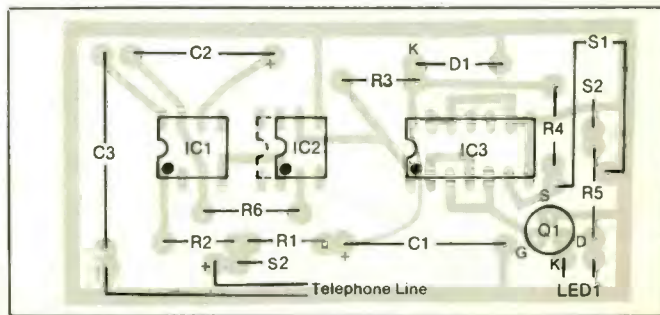 S1
C2
K
D1
S2
+
R3
C3
IC1
IC2
IC3
R4
S
R5
R6
Q1
R2
R1
+
C1
G
D
+
S2
K
Telephone Line
LED1